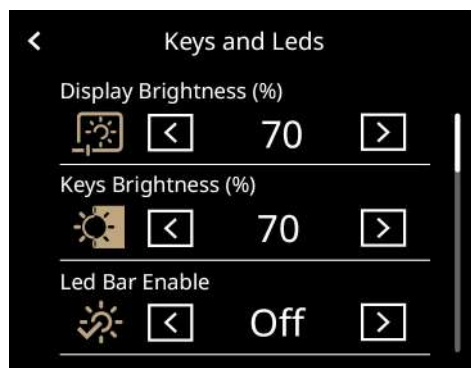 Keys and Leds
Display Brightness (%)
70
Keys Brightness (%)
70
Led Bar Enable
Off